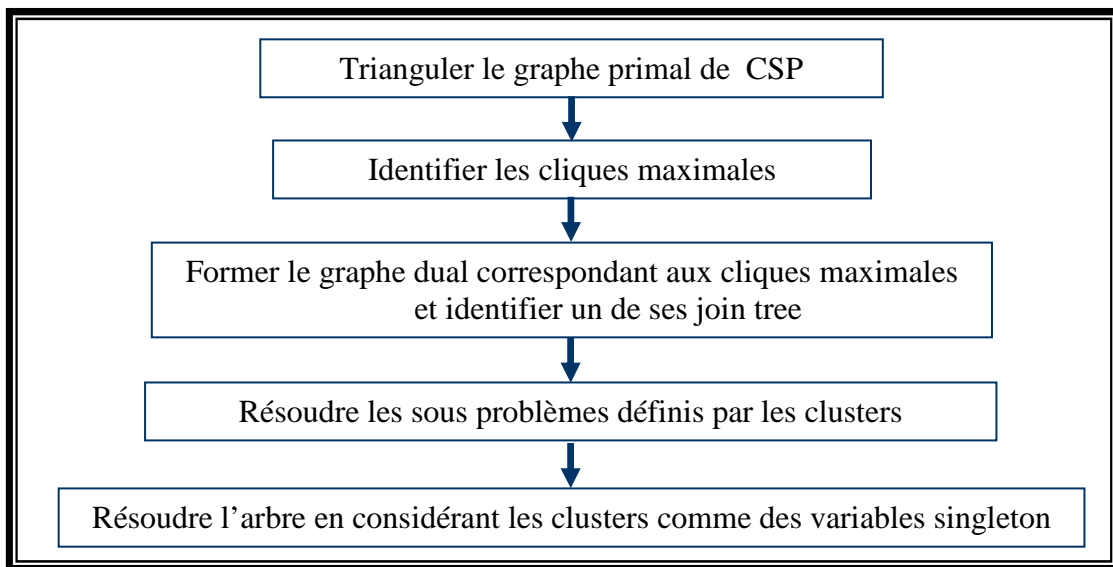 Trianguler le graphe primal de CSP
Identifier les cliques maximales
Former le graphe dual correspondant aux cliques maximales
et identifier un de ses join tree
Résoudre les sous problèmes définis par les clusters
Résoudre l’arbre en considérant les clusters comme des variables singleton